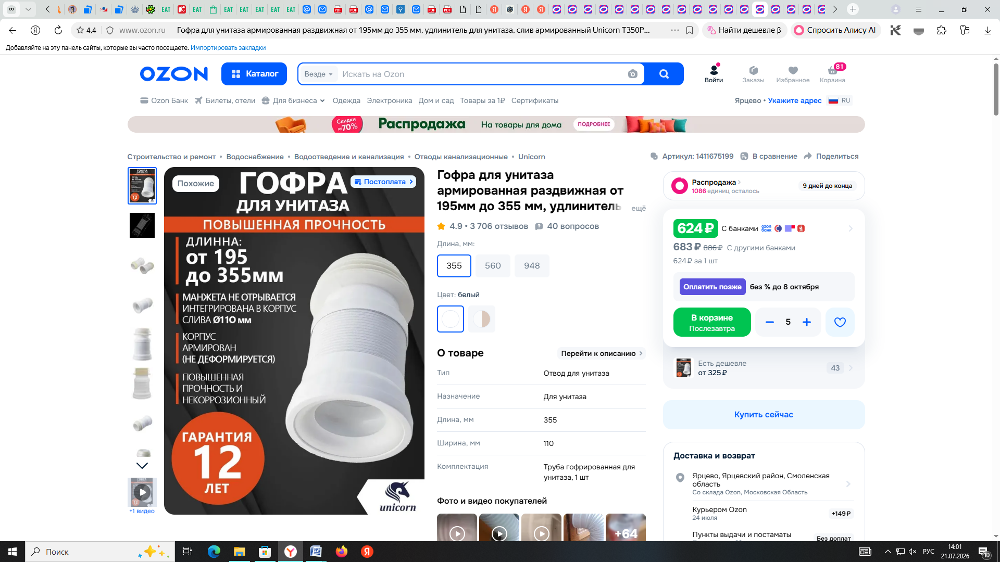 EAT
EAT
EAT
EAT
EAT
EAT
EAT
PDF
PDF
PDF
PDF
4,4
www.ozon.ru
Гофра для унитаза армированная раздвижная от 195мм до 355 мм, удлинитель для унитаза, слив армированный Unicorn T350P...
Найти дешевле β
Спросить Алису AI
Добавляйте на эту панель сайты, которые вы часто посещаете. Импортировать закладки
OZON
Каталог
Везде
Искать на Ozon
Войти
Заказы
Избранное
81
Корзина
Ozon Банк
Билеты, отели
Для бизнеса
Одежда
Электроника
Дом и сад
Товары за 1₽
Сертификаты
Ярцево • Укажите адрес
RU
Скидки до 70%
Распродажа
На товары для дома
ПОДРОБНЕЕ
Строительство и ремонт • Водоснабжение • Водоотведение и канализация • Отводы канализационные • Unicorn
Артикул: 1411675199
В сравнение
Поделиться
Похожие
Постоплата
ГОФРА
ДЛЯ УНИТАЗА
ПОВЫШЕННАЯ ПРОЧНОСТЬ
ДЛИННА:
от 195
до 355мм
МАНЖЕТА НЕ ОТРЫВАЕТСЯ
ИНТЕГРИРОВАНА В КОРПУС
СЛИВА Ø110 мм
КОРПУС
АРМИРОВАН
(НЕ ДЕФОРМИРУЕТСЯ)
ПОВЫШЕННАЯ
ПРОЧНОСТЬ И
НЕКОРРОЗИОННЫЙ
ГАРАНТИЯ
12
ЛЕТ
unicorn
+1 видео
Гофра для унитаза
армированная раздвижная от
195мм до 355 мм, удлинитель
ещё
4.9 • 3 706 отзывов
40 вопросов
Длина, мм:
355
560
948
Цвет: белый
О товаре
Перейти к описанию
Тип
Отвод для унитаза
Назначение
Для унитаза
Длина, мм
355
Ширина, мм
110
Комплектация
Труба гофрированная для
унитаза, 1 шт
Фото и видео покупателей
+64
Распродажа
1086 единиц осталось
9 дней до конца
624 ₽
С банками
ozon банк
683 ₽ 886 ₽ С другими банками
624 ₽ за 1 шт
Оплатить позже
без % до 8 октября
В корзине
Послезавтра
5
Есть дешевле
от 325 ₽
43
Купить сейчас
Доставка и возврат
Ярцево, Ярцевский район, Смоленская
область
Со склада Ozon, Московская Область
Курьером Ozon
24 июля
+149 ₽
Пункты выдачи и постаматы
Без доплат
Поиск
РУС
14:01
21.07.2026
10